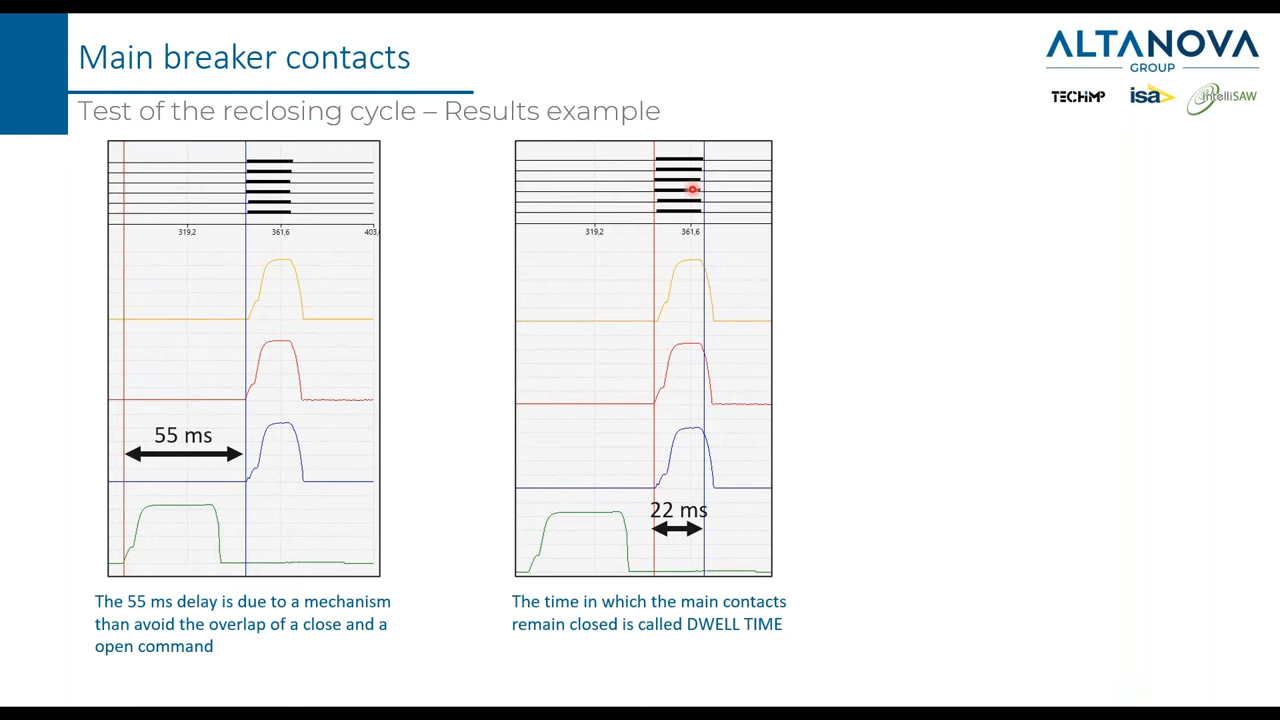 Main breaker contacts
Test of the reclosing cycle – Results example
ALTANOVA
GROUP
TECHIMP
isa
intelliSAW
319,2
361,6
403,
55 ms
The 55 ms delay is due to a mechanism
than avoid the overlap of a close and a
open command
319,2
361,6
22 ms
The time in which the main contacts
remain closed is called DWELL TIME